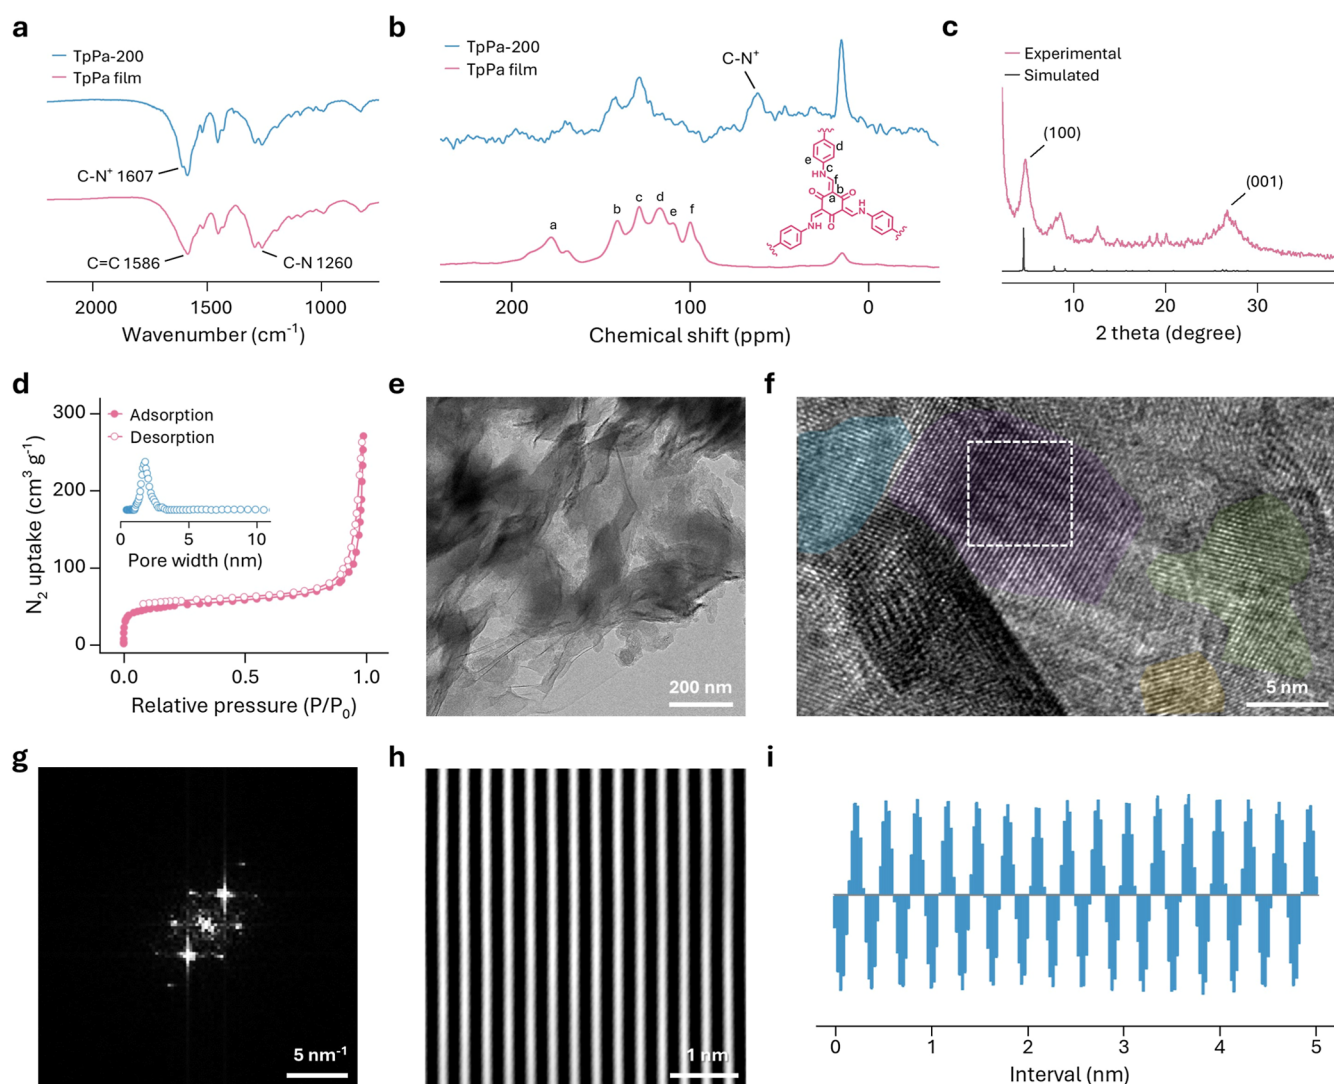 a
TpPa-200
TpPa film
C-N⁺ 1607
C=C 1586
C-N 1260
2000 1500 1000
Wavenumber (cm⁻¹)
b
TpPa-200
TpPa film
C-N⁺
a b c d e f
d
e
c
HN
f
b
O O
a
O
NH HN
200 100 0
Chemical shift (ppm)
c
Experimental
Simulated
(100)
(001)
10 20 30
2 theta (degree)
d
Adsorption
Desorption
300
200
100
0
N₂ uptake (cm³ g⁻¹)
0 5 10
Pore width (nm)
0.0 0.5 1.0
Relative pressure (P/P₀)
e
200 nm
f
5 nm
g
5 nm⁻¹
h
1 nm
i
0 1 2 3 4 5
Interval (nm)